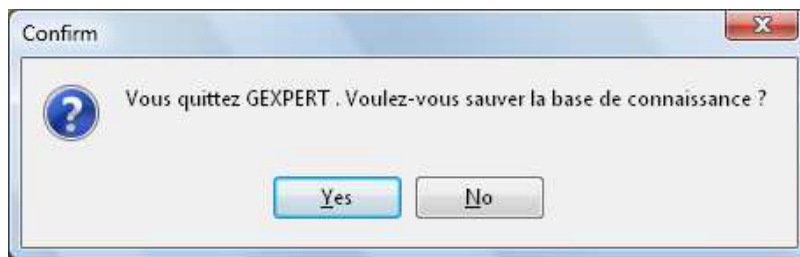 Confirm
Vous quittez GEXPERT . Voulez-vous sauver la base de connaissance ?
Yes
No